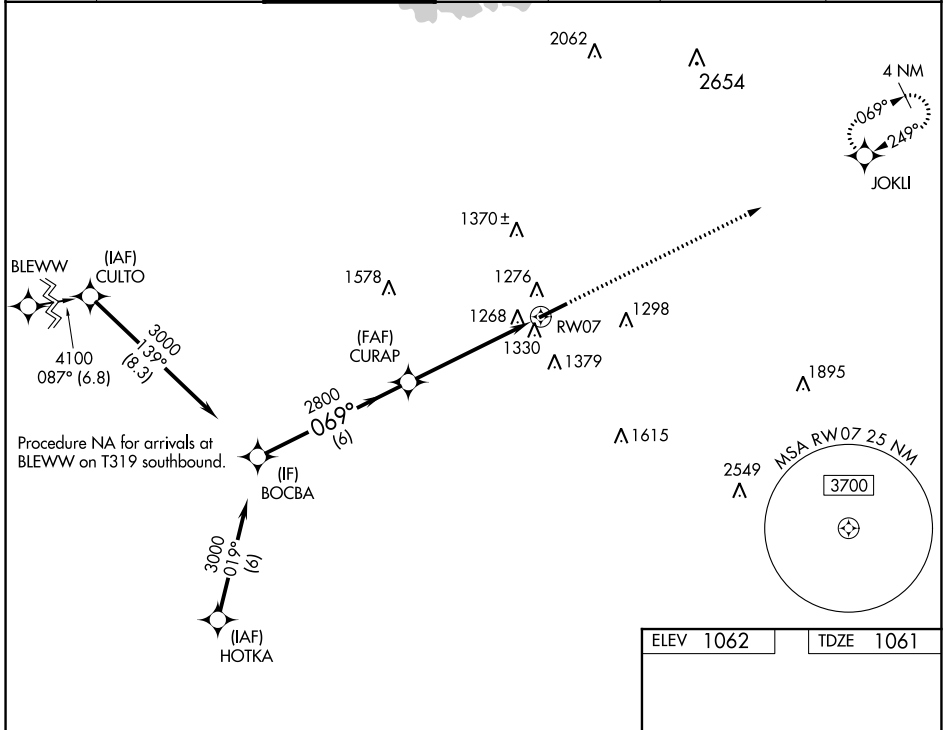 2062
2654
4 NM
069°
249°
JOKLI
1370 ±
BLEWW
(IAF)
CULTO
1578
1276
1268
RW07
1298
1330
1379
(FAF)
CURAP
4100
087° (6.8)
3000
139°
(8.3)
2800
069°
(6)
1895
Procedure NA for arrivals at
BLEWW on T319 southbound.
1615
(IF)
BOCBA
2549
MSA RW07 25 NM
3700
3000
019°
(6)
(IAF)
HOTKA
ELEV 1062
TDZE 1061